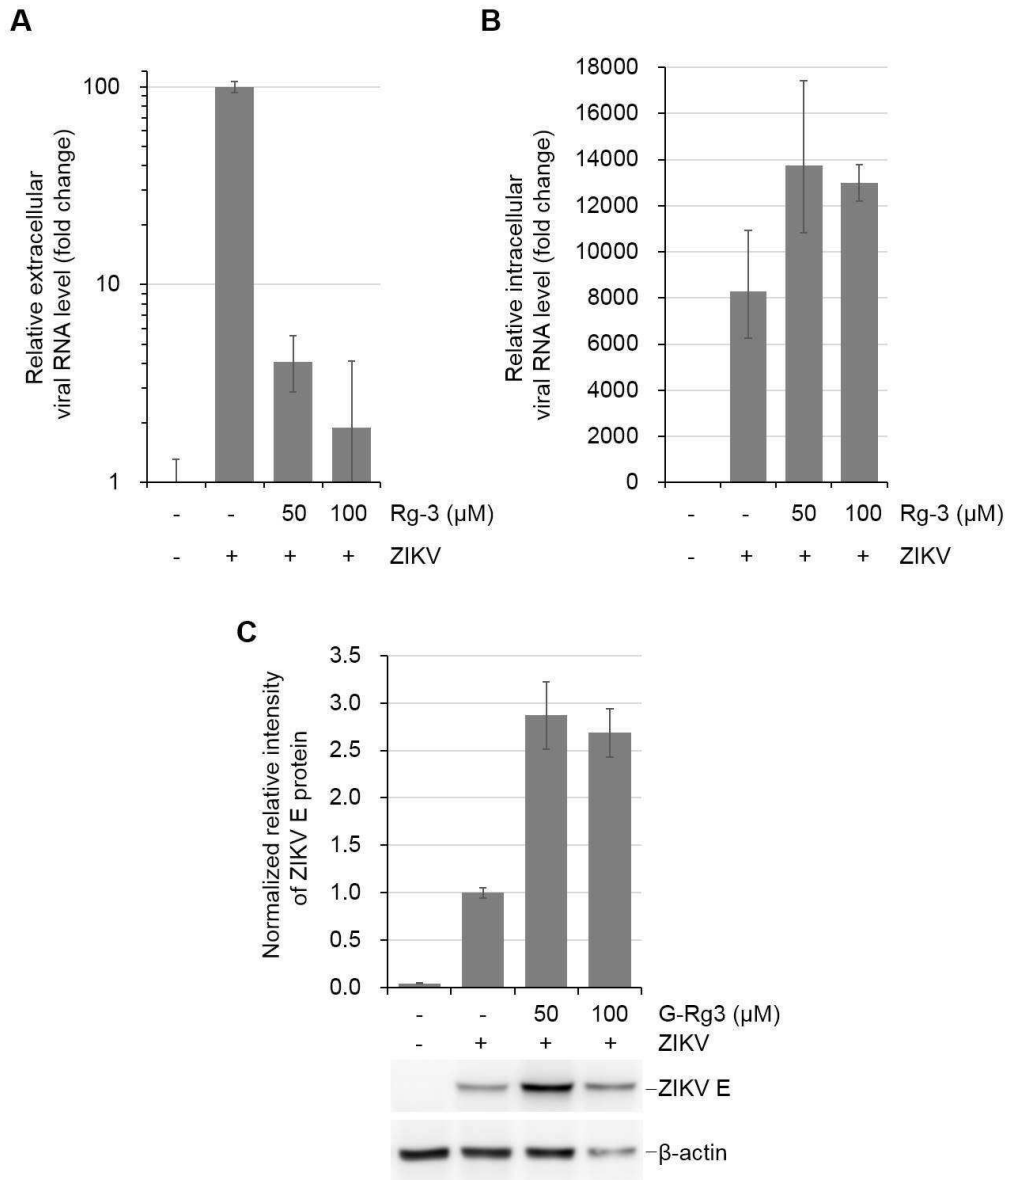 A
Relative extracellular
viral RNA level (fold change)
100
10
1
- - 50 100 Rg-3 (µM)
- + + + ZIKV
B
Relative intracellular
viral RNA level (fold change)
18000
16000
14000
12000
10000
8000
6000
4000
2000
0
- - 50 100 Rg-3 (µM)
- + + + ZIKV
C
Normalized relative intensity
of ZIKV E protein
3.5
3.0
2.5
2.0
1.5
1.0
0.5
0.0
- - 50 100 G-Rg3 (µM)
- + + + ZIKV
-ZIKV E
-β-actin